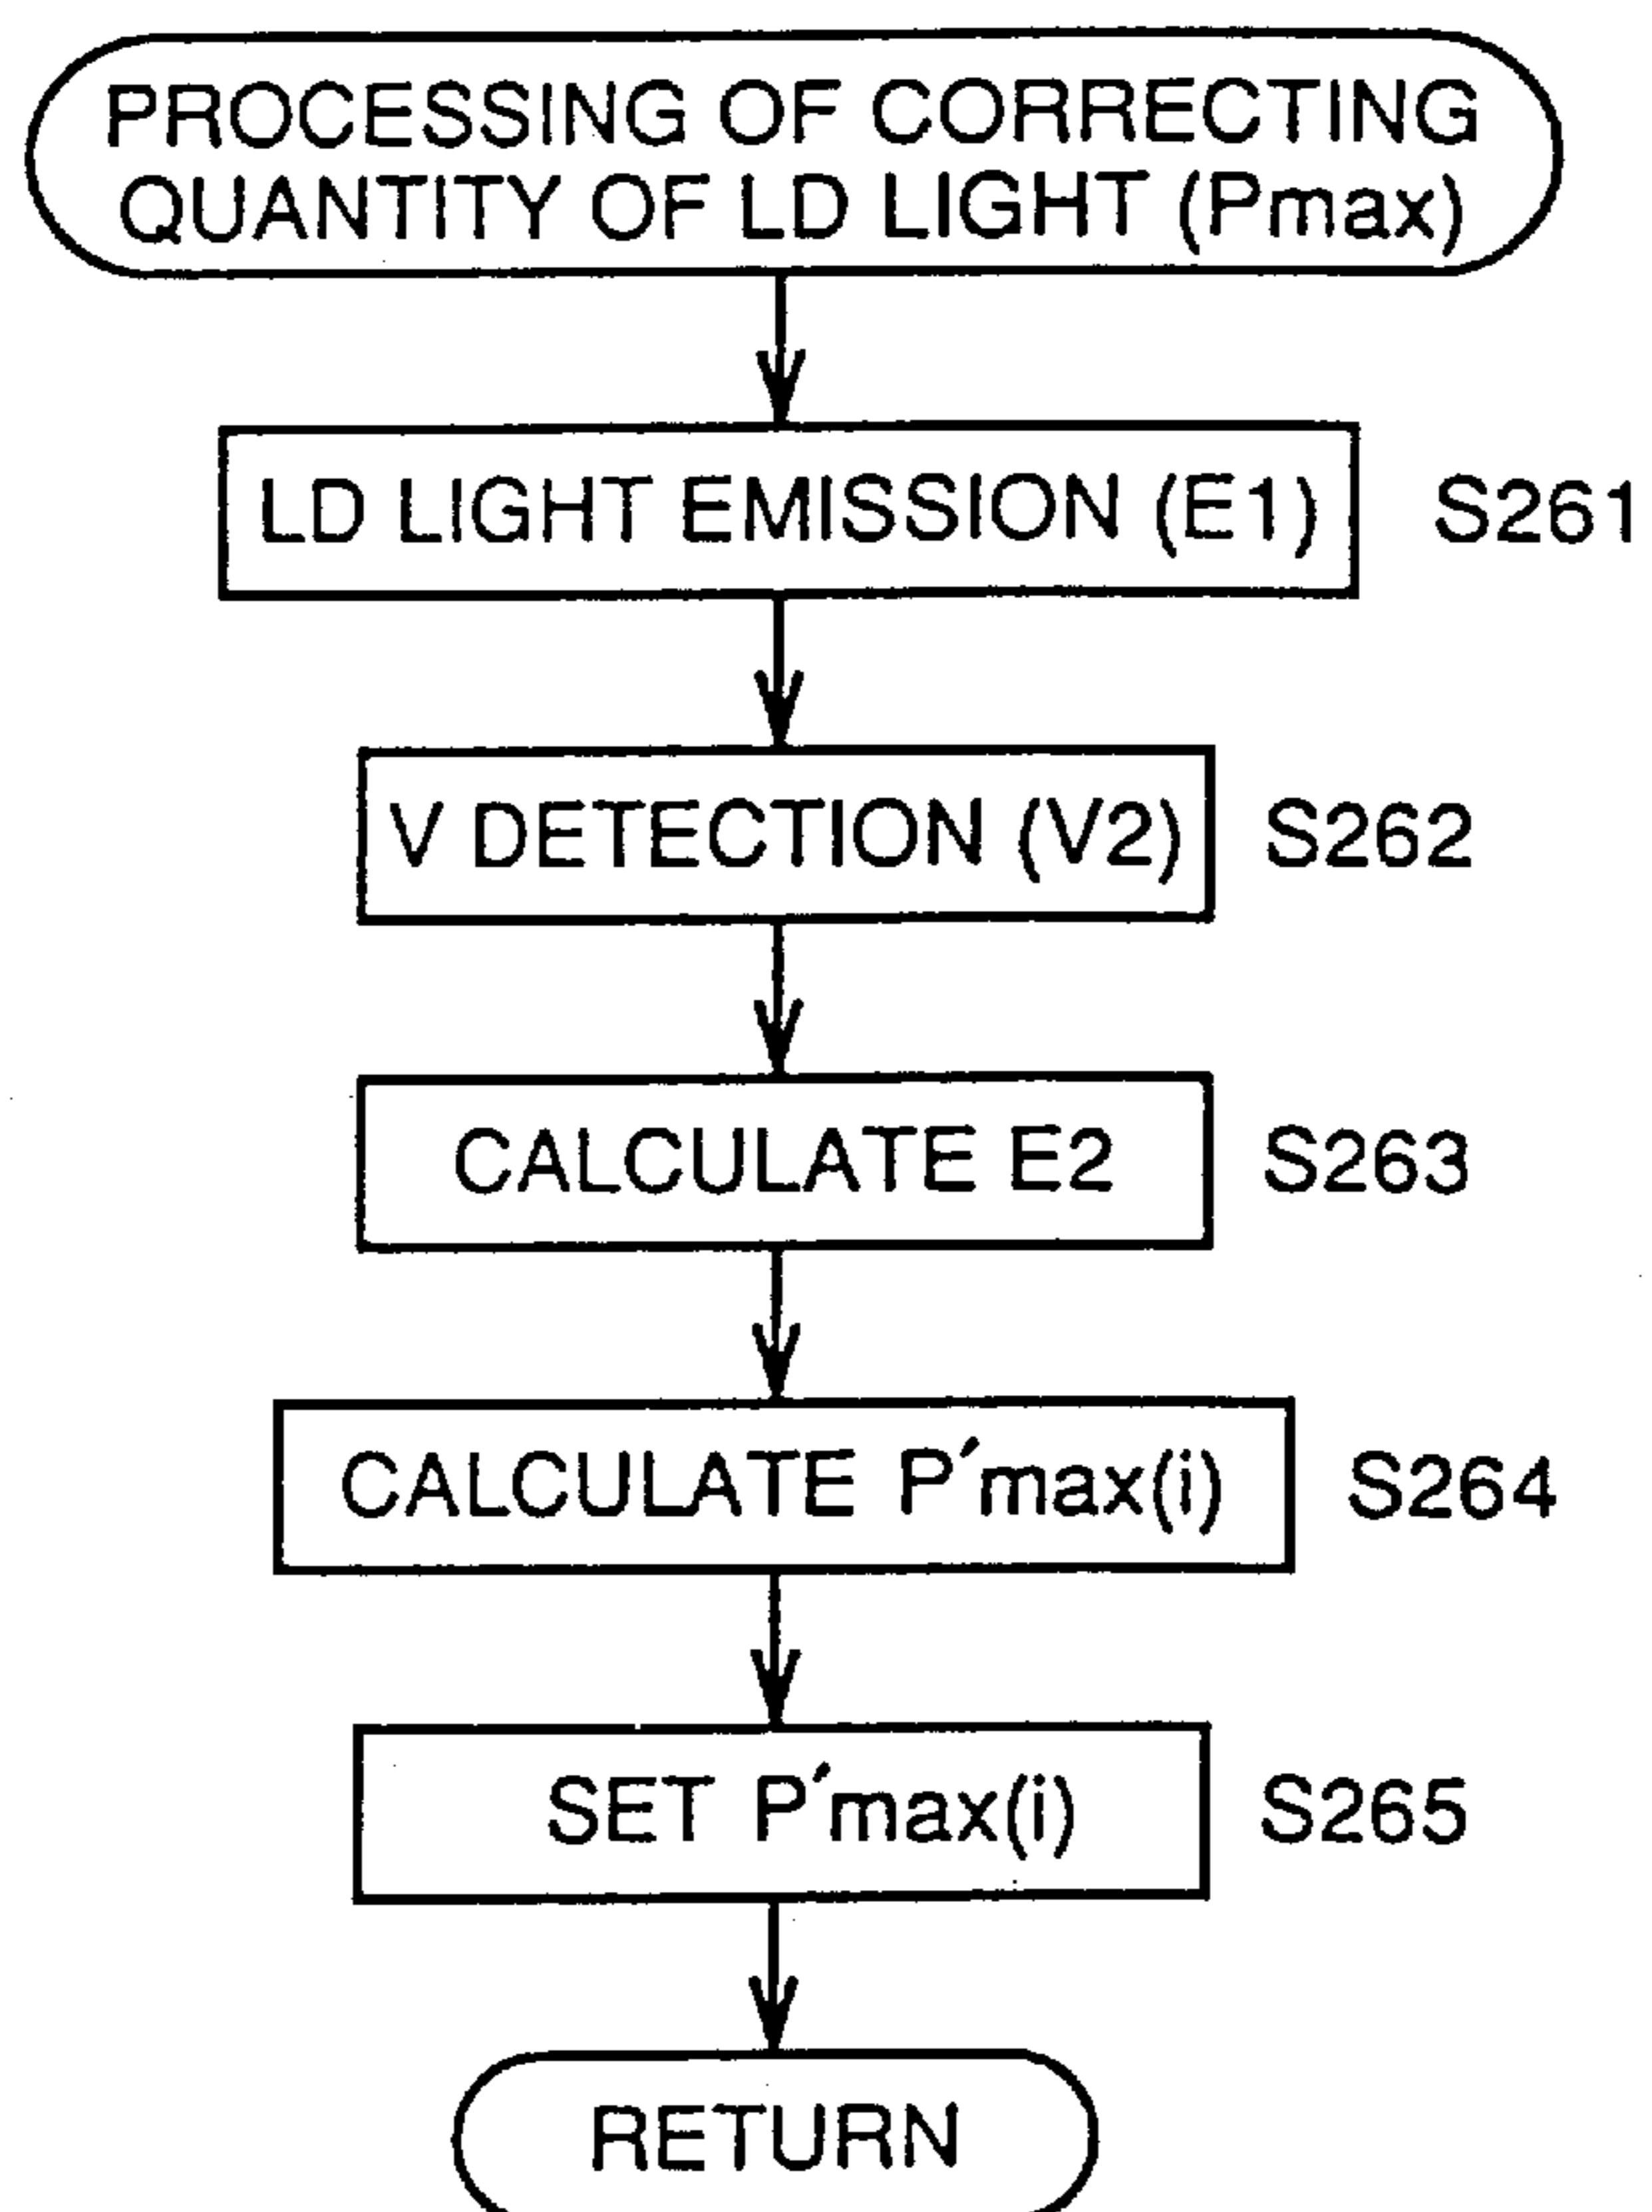 PROCESSING OF CORRECTING
QUANTITY OF LD LIGHT (Pmax)
LD LIGHT EMISSION (E1) S261
V DETECTION (V2) S262
CALCULATE E2 S263
CALCULATE P´max(i) S264
SET P´max(i) S265
RETURN